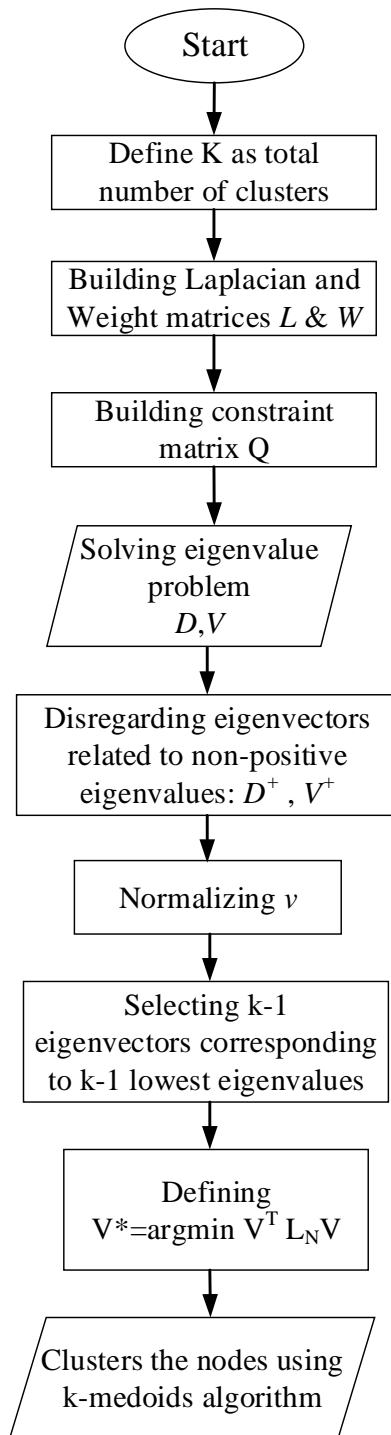 Start
Define K as total
number of clusters
Building Laplacian and
Weight matrices L & W
Building constraint
matrix Q
Solving eigenvalue
problem
D,V
Disregarding eigenvectors
related to non-positive
eigenvalues: D⁺ , V⁺
Normalizing v
Selecting k-1
eigenvectors corresponding
to k-1 lowest eigenvalues
Defining
V*=argmin Vᵀ L_N V
Clusters the nodes using
k-medoids algorithm